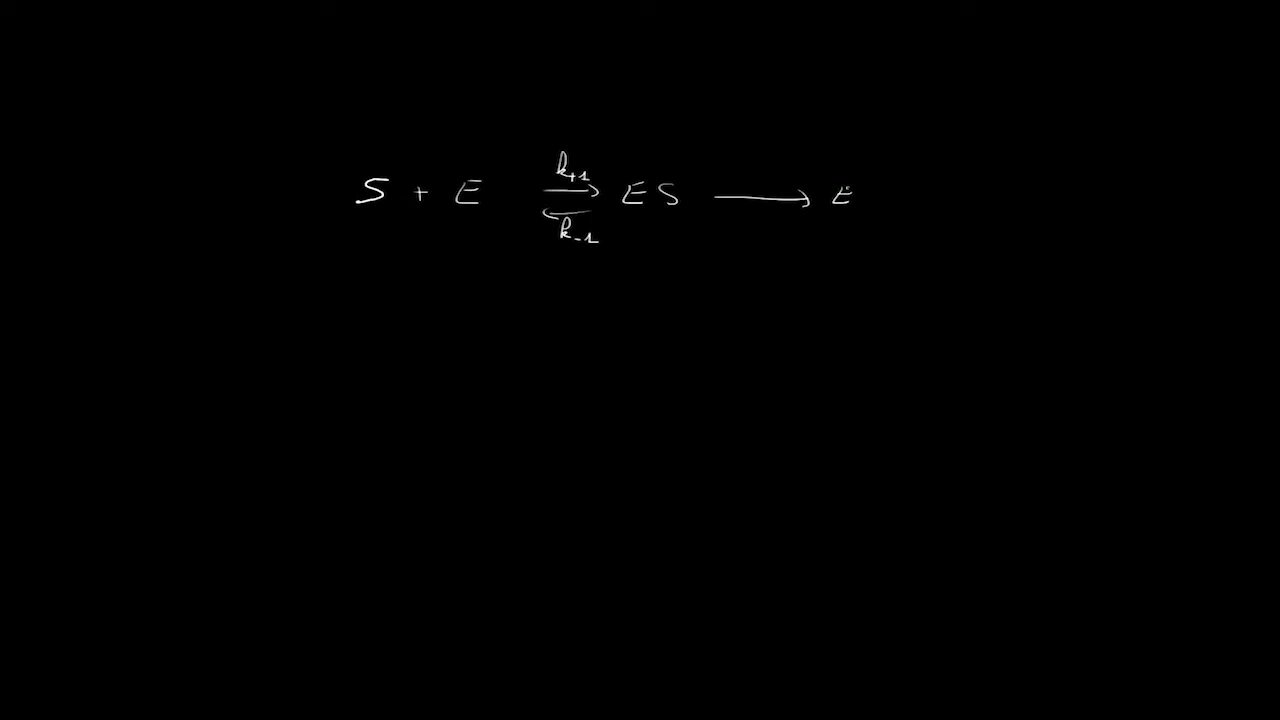 S + E ⇌ ES ⟶ E
k+1
k-1